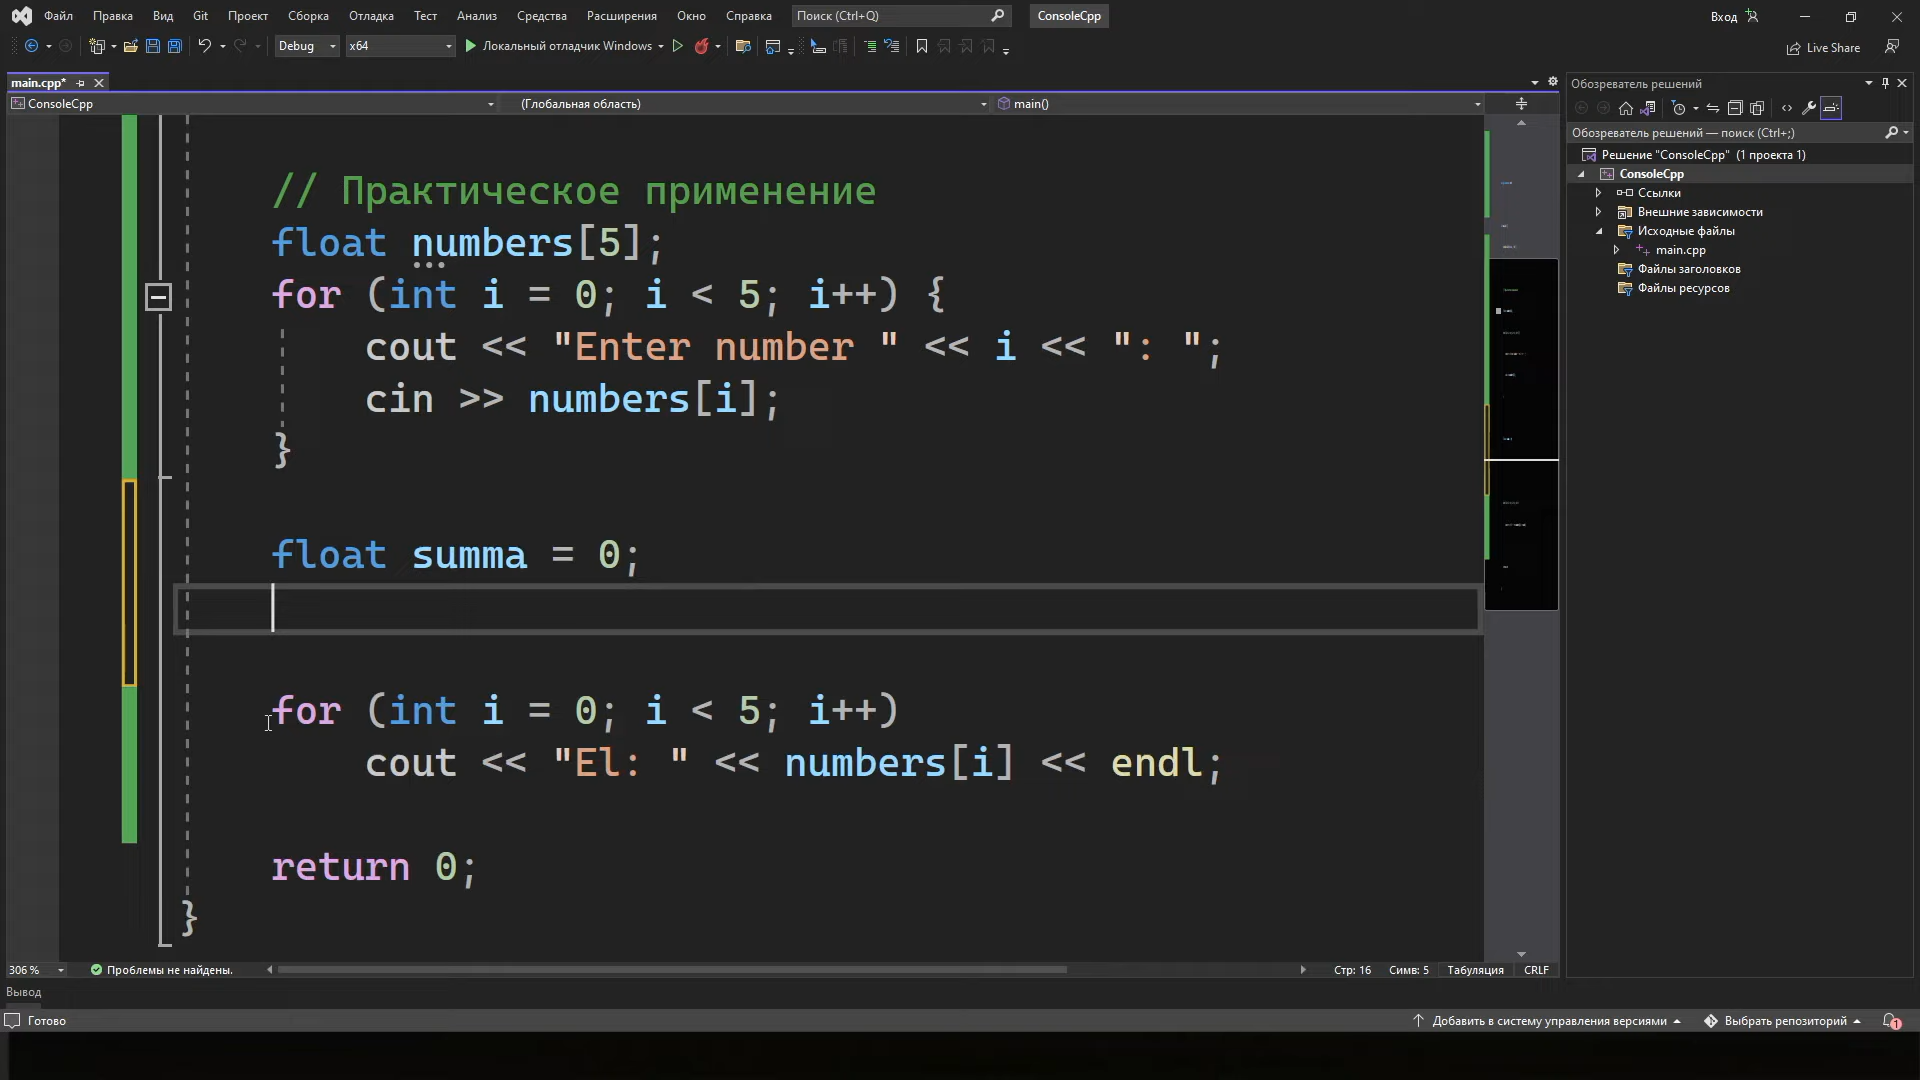 Файл Правка Вид Git Проект Сборка Отладка Тест Анализ Средства Расширения Окно Справка Поиск (Ctrl+Q) ConsoleCpp Вход
Debug x64 Локальный отладчик Windows Live Share
main.cpp*
ConsoleCpp (Глобальная область) main()
// Практическое применение
float numbers[5];
for (int i = 0; i < 5; i++) {
cout << "Enter number " << i << ": ";
cin >> numbers[i];
}
float summa = 0;
for (int i = 0; i < 5; i++)
cout << "El: " << numbers[i] << endl;
return 0;
}
306 % Проблемы не найдены. Стр: 16 Симв: 5 Табуляция CRLF
Обозреватель решений
Обозреватель решений — поиск (Ctrl+;)
Решение "ConsoleCpp" (1 проекта 1)
ConsoleCpp
Ссылки
Внешние зависимости
Исходные файлы
main.cpp
Файлы заголовков
Файлы ресурсов
Вывод
Готово Добавить в систему управления версиями Выбрать репозиторий 1